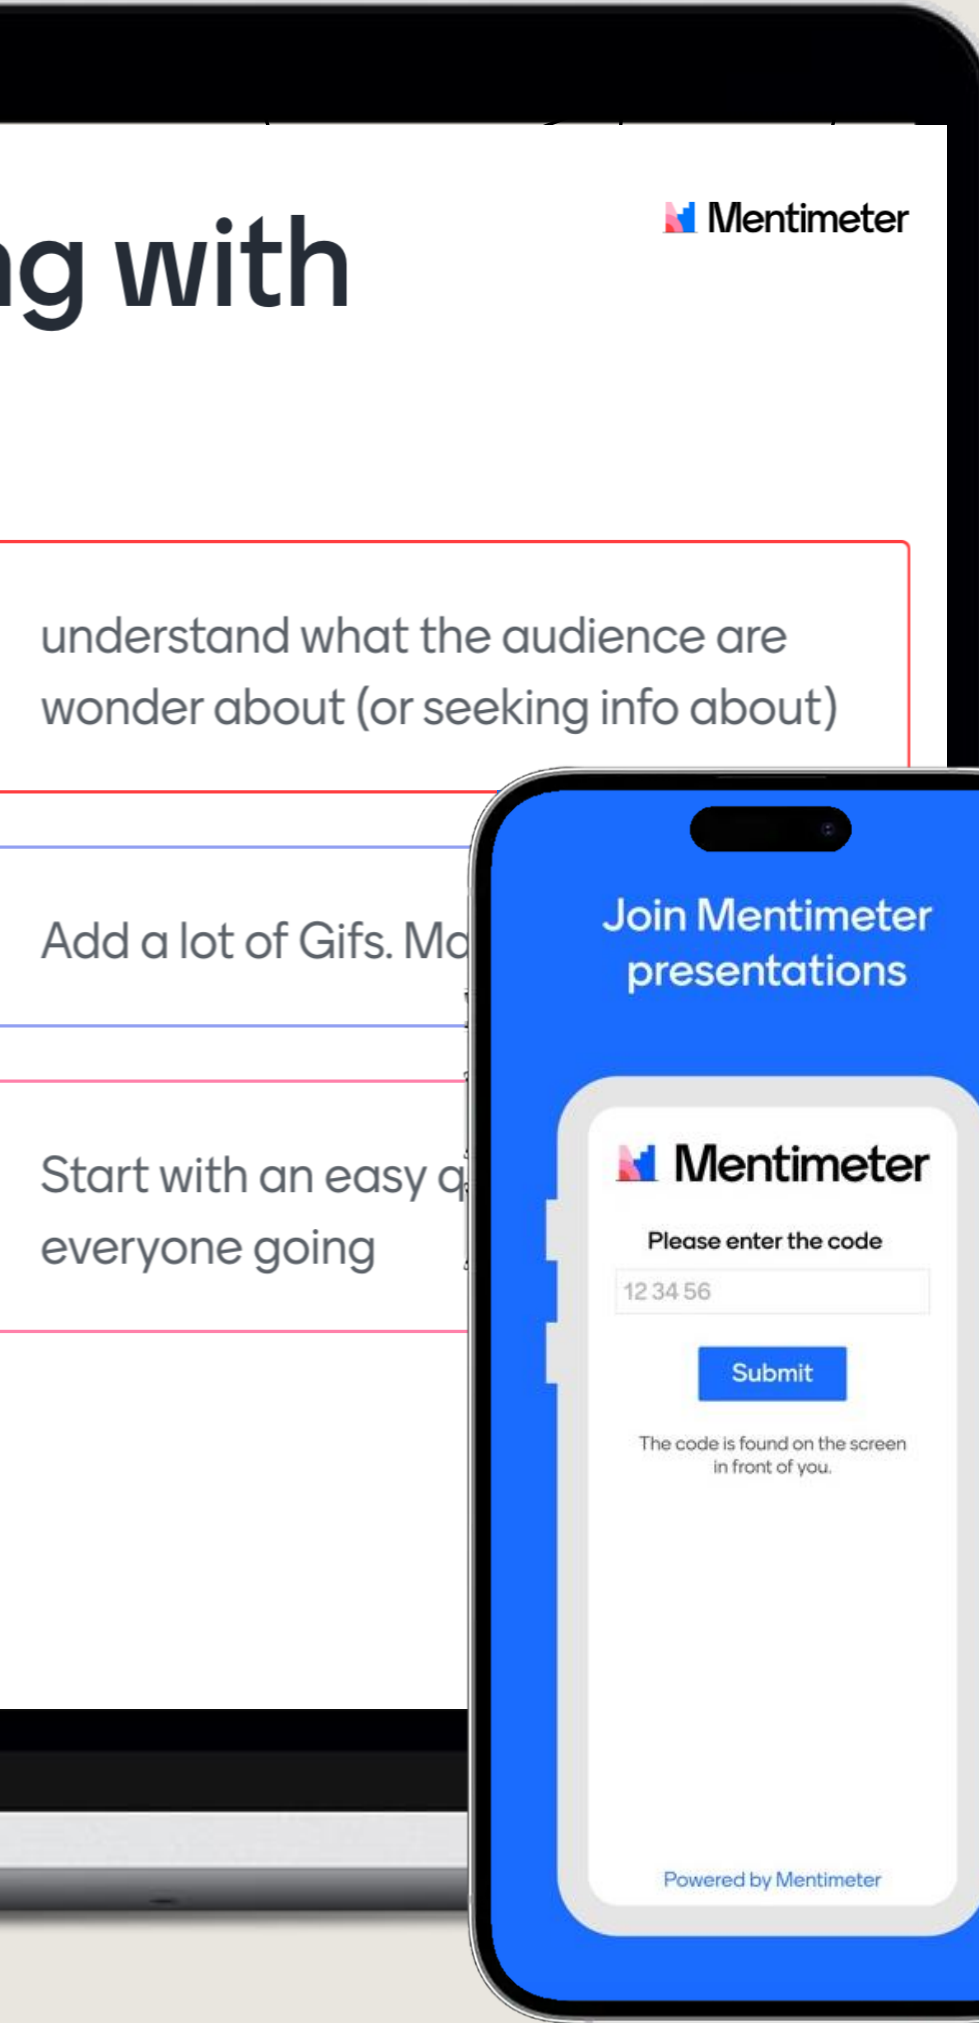 with
Mentimeter
understand what the audience are
wonder about (or seeking info about)
Add a lot of Gifs.
Start with an easy
everyone going
Join Mentimeter
presentations
Mentimeter
Please enter the code
12 34 56
Submit
The code is found on the screen
in front of you.
Powered by Mentimeter